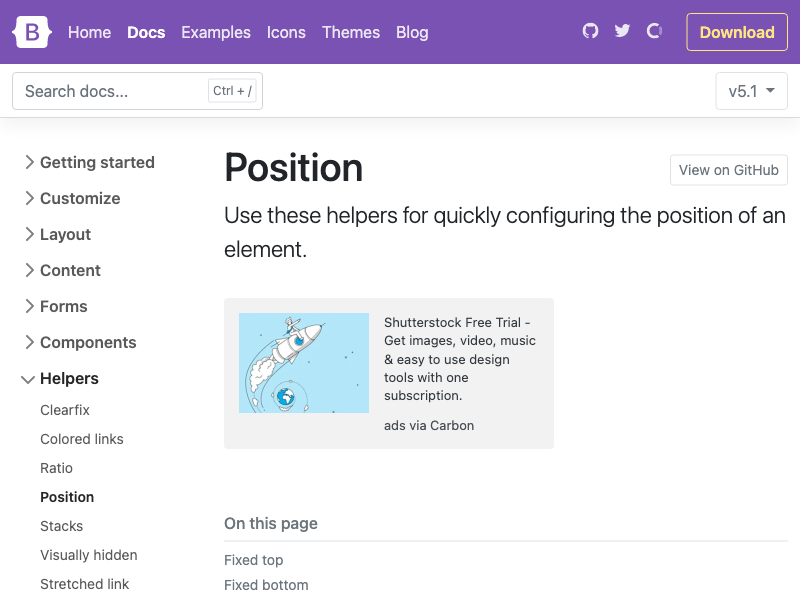 B Home Docs Examples Icons Themes Blog Download
Search docs... Ctrl + / v5.1
Getting started
Customize
Layout
Content
Forms
Components
Helpers
Clearfix
Colored links
Ratio
Position
Stacks
Visually hidden
Stretched link
Position
View on GitHub
Use these helpers for quickly configuring the position of an
element.
Shutterstock Free Trial -
Get images, video, music
& easy to use design
tools with one
subscription.
ads via Carbon
On this page
Fixed top
Fixed bottom